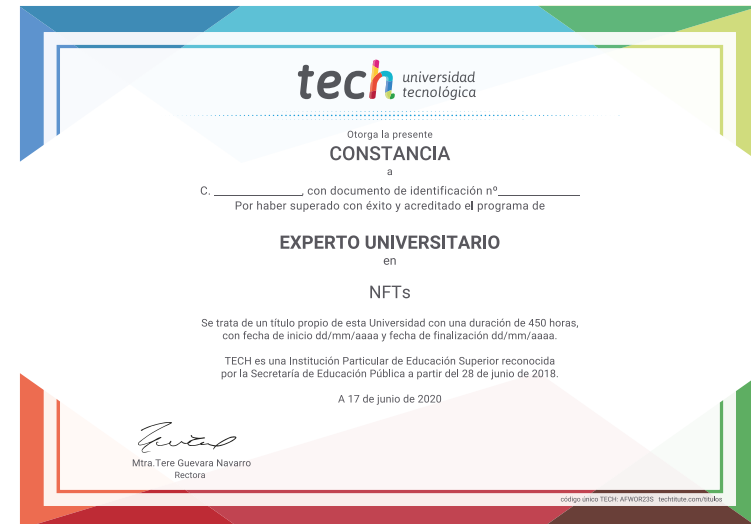 tech universidad
tecnológica
Otorga la presente
CONSTANCIA
a
C. ______________, con documento de identificación nº______________
Por haber superado con éxito y acreditado el programa de
EXPERTO UNIVERSITARIO
en
NFTs
Se trata de un título propio de esta Universidad con una duración de 450 horas,
con fecha de inicio dd/mm/aaaa y fecha de finalización dd/mm/aaaa.
TECH es una Institución Particular de Educación Superior reconocida
por la Secretaría de Educación Pública a partir del 28 de junio de 2018.
A 17 de junio de 2020
Mtra.Tere Guevara Navarro
Rectora
código único TECH: AFWOR23S techtitute.com/titulos